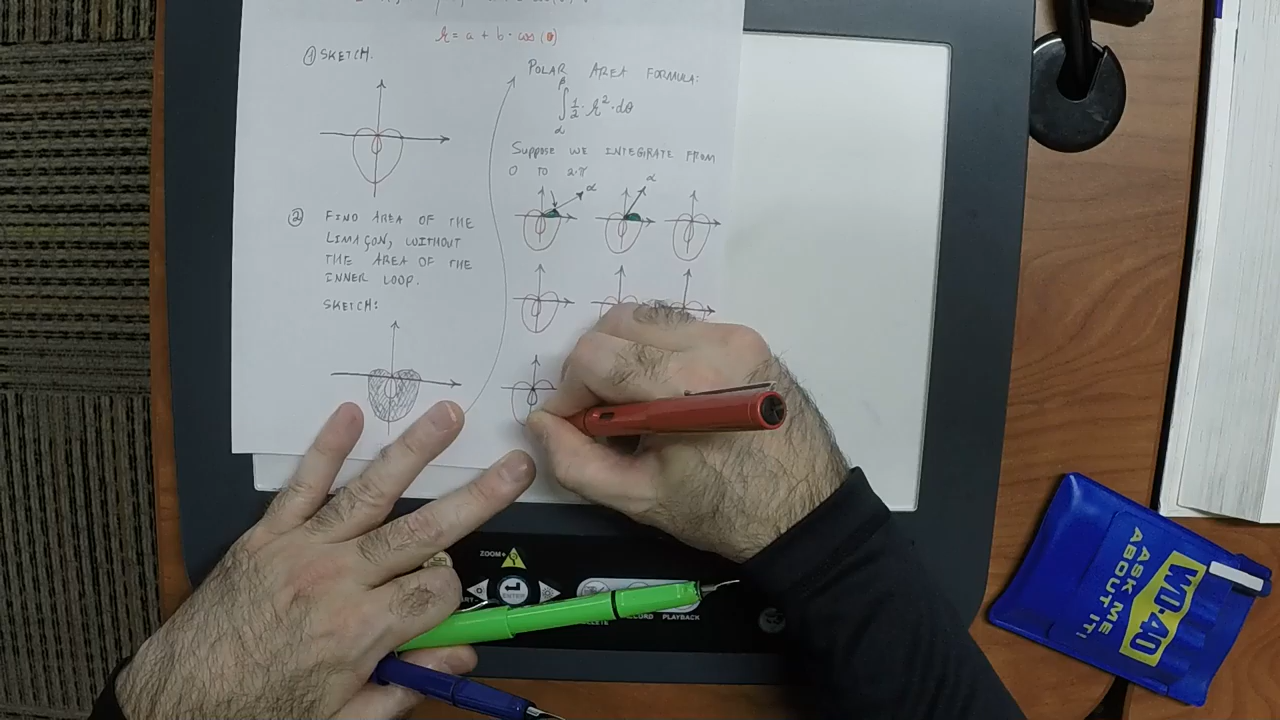 r = a + b · cos(θ)
① SKETCH.
② FIND AREA OF THE
LIMAÇON, WITHOUT
THE AREA OF THE
INNER LOOP.
SKETCH:
POLAR AREA FORMULA:
∫αβ ½ · r² · dθ
SUPPOSE WE INTEGRATE FROM
0 TO 2·π
α
α
ZOOM+
ENTER
PLAYBACK
WD-40
ASK ME
ABOUT IT!